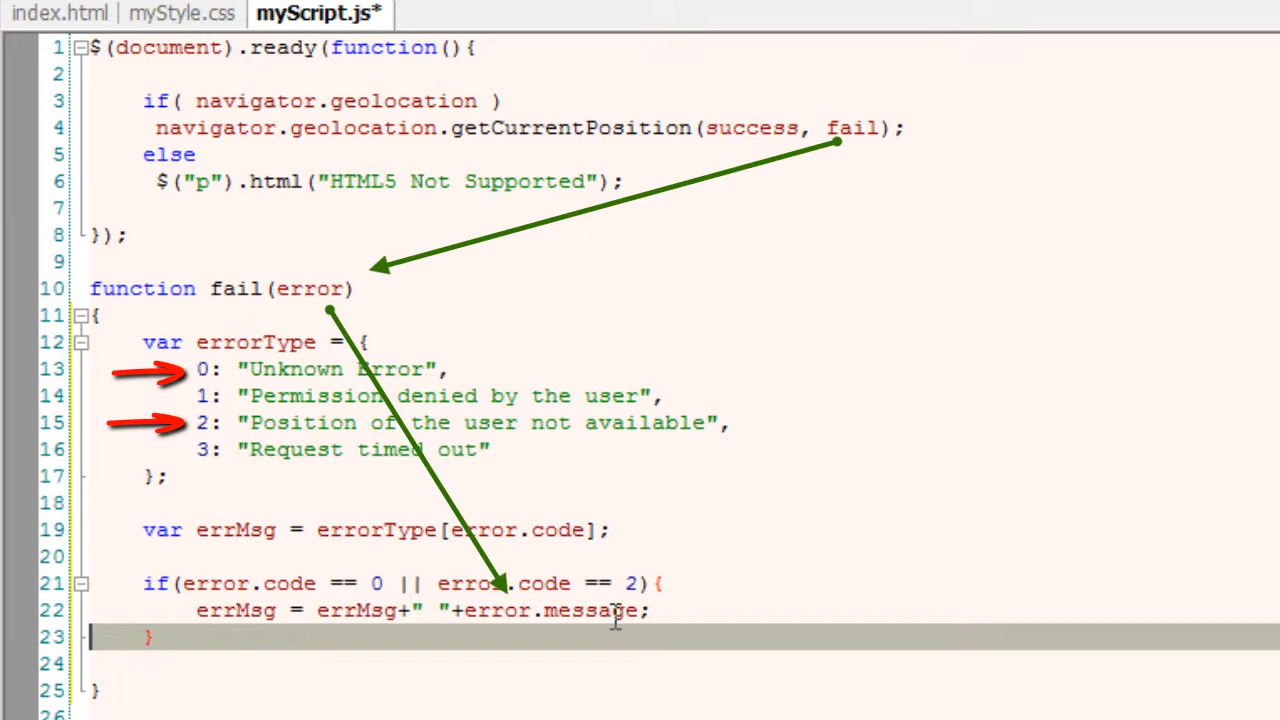 index.html | myStyle.css | myScript.js*
1 $(document).ready(function(){
2
3 if( navigator.geolocation )
4 navigator.geolocation.getCurrentPosition(success, fail);
5 else
6 $("p").html("HTML5 Not Supported");
7
8 });
9
10 function fail(error)
11 {
12 var errorType = {
13 0: "Unknown Error",
14 1: "Permission denied by the user",
15 2: "Position of the user not available",
16 3: "Request timed out"
17 };
18
19 var errMsg = errorType[error.code];
20
21 if(error.code == 0 || error.code == 2){
22 errMsg = errMsg+" "+error.message;
23 }
24
25 }
26